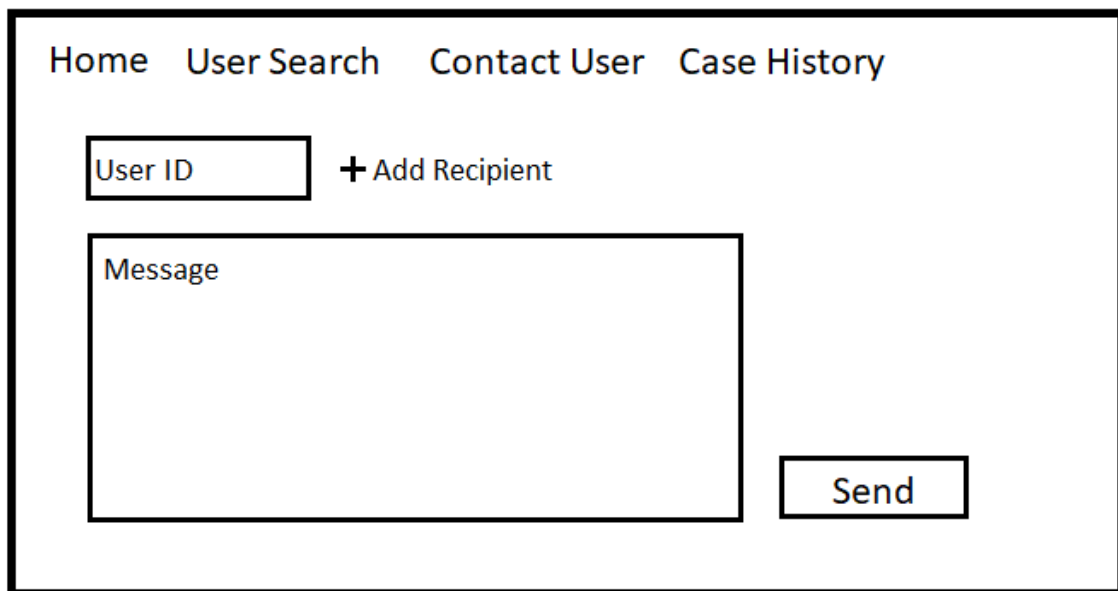 Home User Search Contact User Case History
User ID + Add Recipient
Message
Send